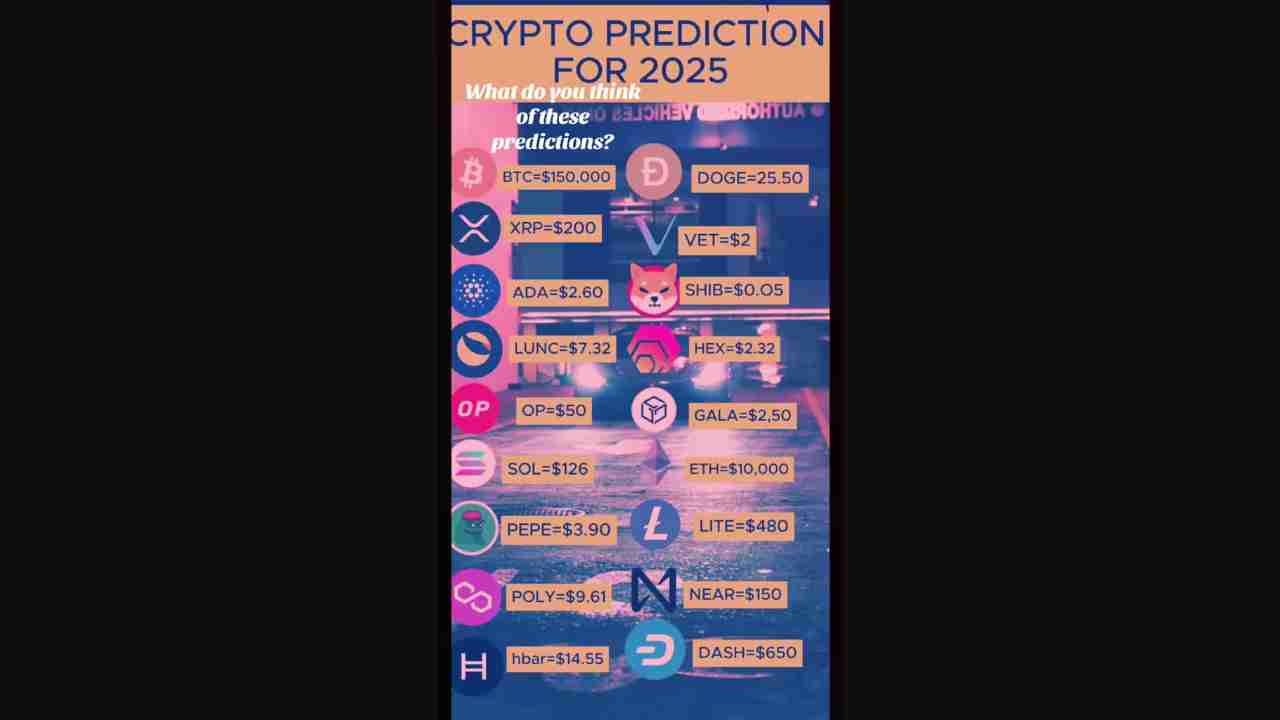 CRYPTO PREDICTION
FOR 2025
What do you think
of these
predictions?
BTC=$150,000
DOGE=25.50
XRP=$200
VET=$2
ADA=$2.60
SHIB=$0.O5
LUNC=$7.32
HEX=$2.32
OP
OP=$50
GALA=$2,50
SOL=$126
ETH=$10,000
PEPE=$3.90
LITE=$480
POLY=$9.61
NEAR=$150
hbar=$14.55
DASH=$650